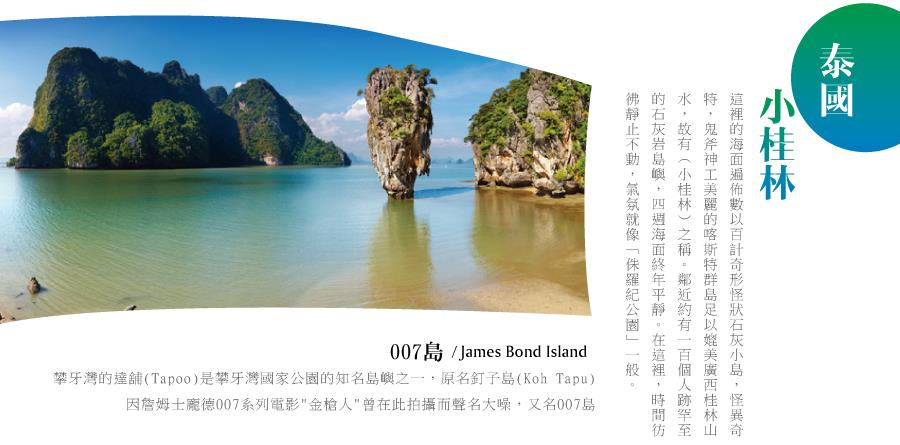 泰國
小桂林
這裡的海面遍佈數以百計奇形怪狀石灰小島，怪異奇
特，鬼斧神工美麗的喀斯特群島足以媲美廣西桂林山
水，故有（小桂林）之稱。鄰近約有一百個人跡罕至
的石灰岩島嶼，四週海面終年平靜。在這裡，時間彷
彿靜止不動，氣氛就像「侏羅紀公園」一般。
007島 / James Bond Island
攀牙灣的達舖(Tapoo)是攀牙灣國家公園的知名島嶼之一，原名釘子島(Koh Tapu)
因詹姆士龐德007系列電影"金槍人"曾在此拍攝而聲名大噪，又名007島